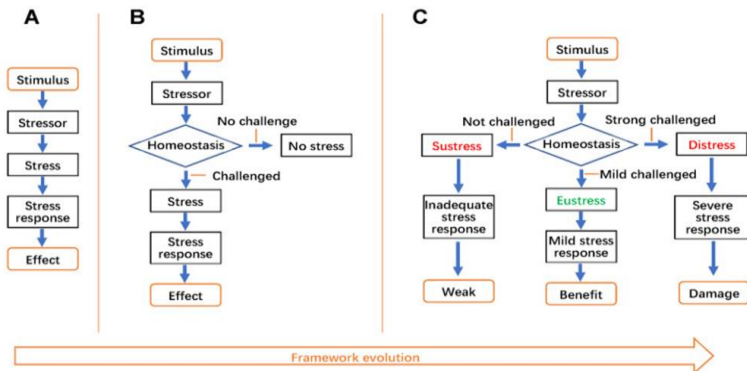 A
Stimulus
Stressor
Stress
Stress
response
Effect
B
Stimulus
Stressor
No challenge
Homeostasis
No stress
Challenged
Stress
Stress
response
Effect
C
Stimulus
Stressor
Not challenged
Strong challenged
Sustress
Homeostasis
Distress
Mild challenged
Inadequate
stress
response
Eustress
Severe
stress
response
Mild stress
response
Weak
Benefit
Damage
Framework evolution